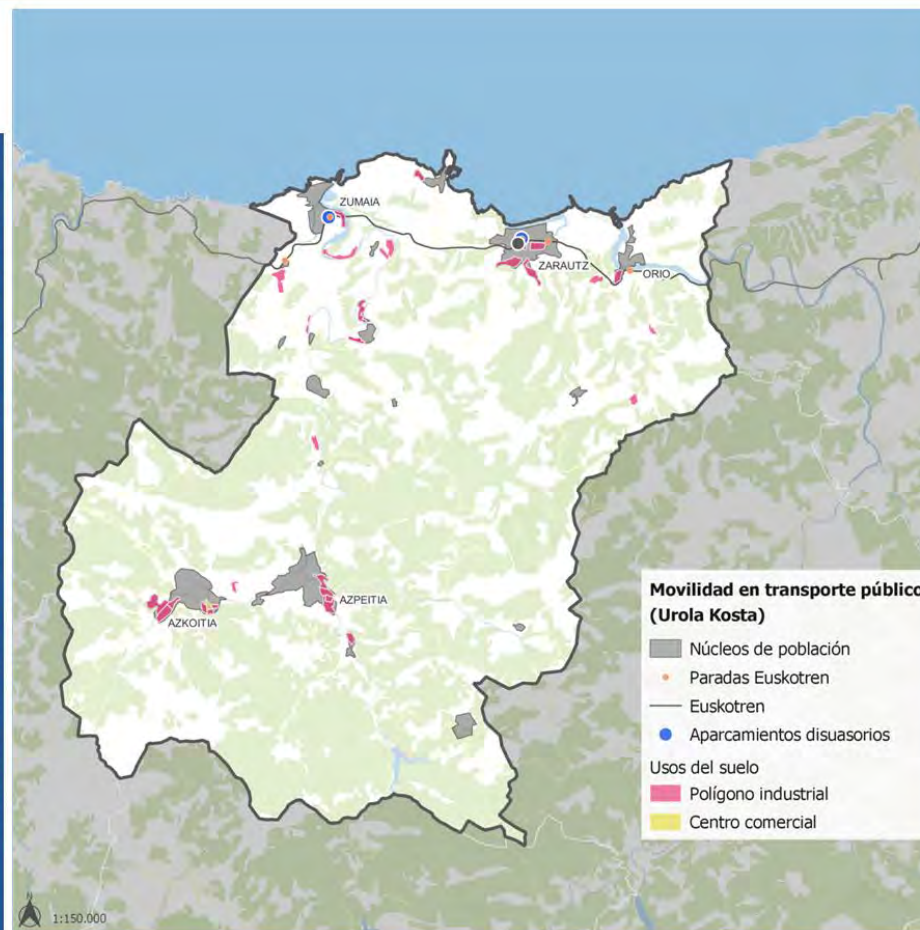 ZUMAIA
ZARAUTZ
ORIO
AZPEITIA
AZKOITIA
Movilidad en transporte público
(Urola Kosta)
Núcleos de población
Paradas Euskotren
Euskotren
Aparcamientos disuasorios
Usos del suelo
Polígono industrial
Centro comercial
1:150.000